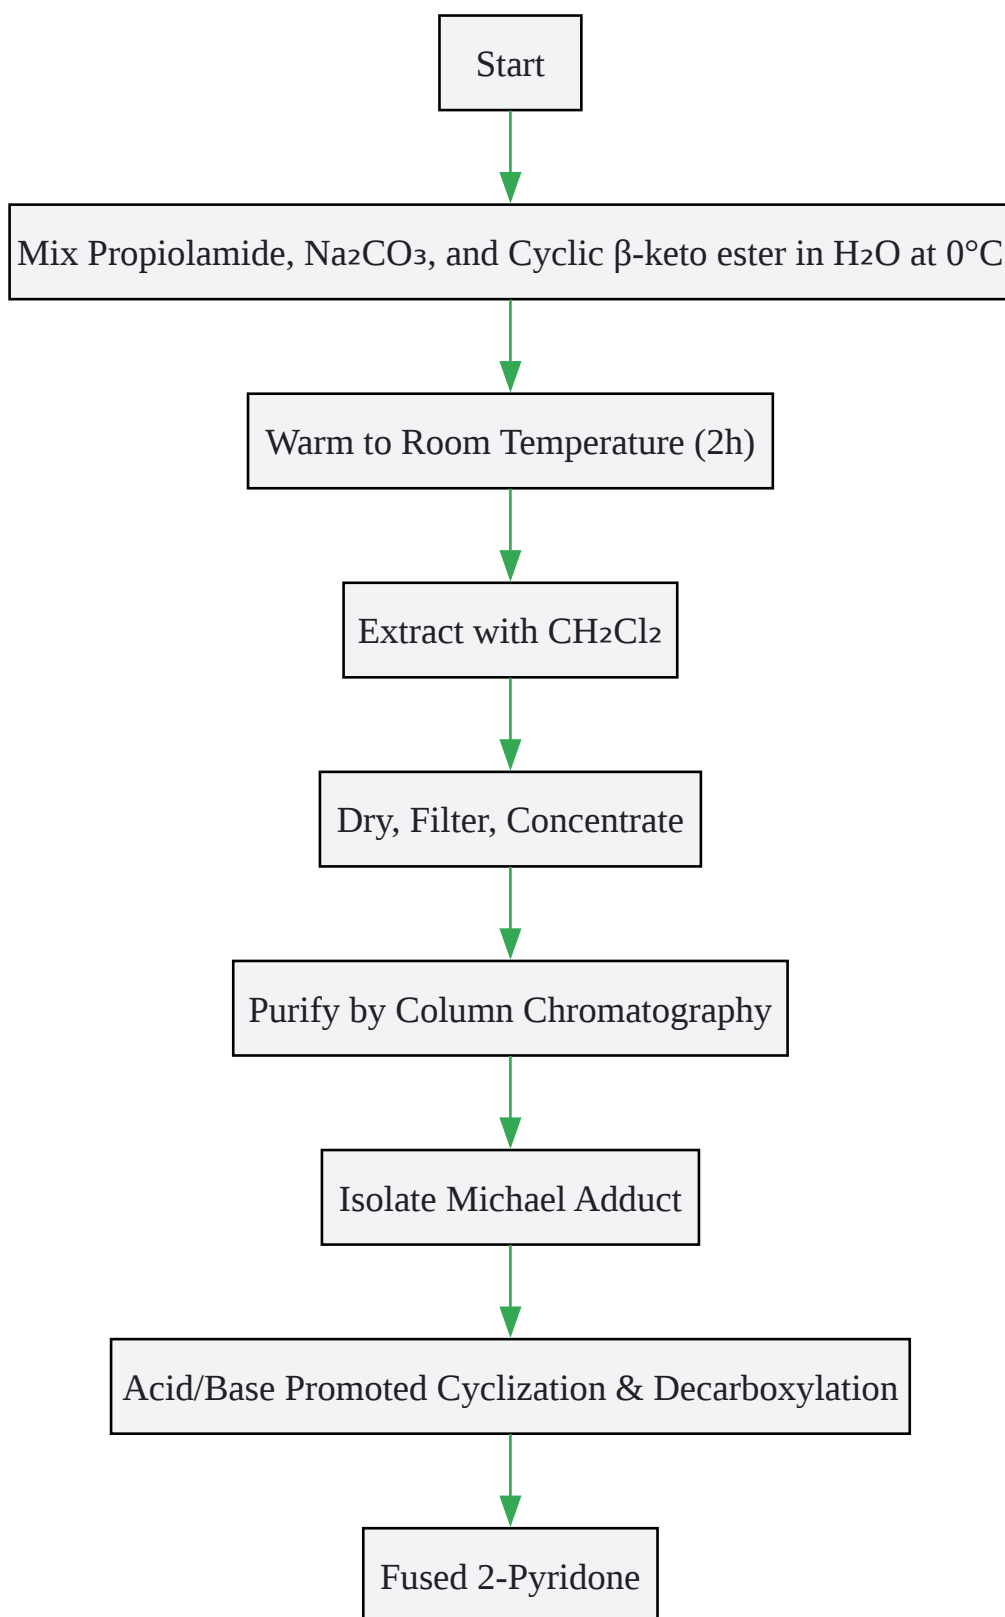 Start
Mix Propiolamide, Na₂CO₃, and Cyclic β-keto ester in H₂O at 0°C
Warm to Room Temperature (2h)
Extract with CH₂Cl₂
Dry, Filter, Concentrate
Purify by Column Chromatography
Isolate Michael Adduct
Acid/Base Promoted Cyclization & Decarboxylation
Fused 2-Pyridone